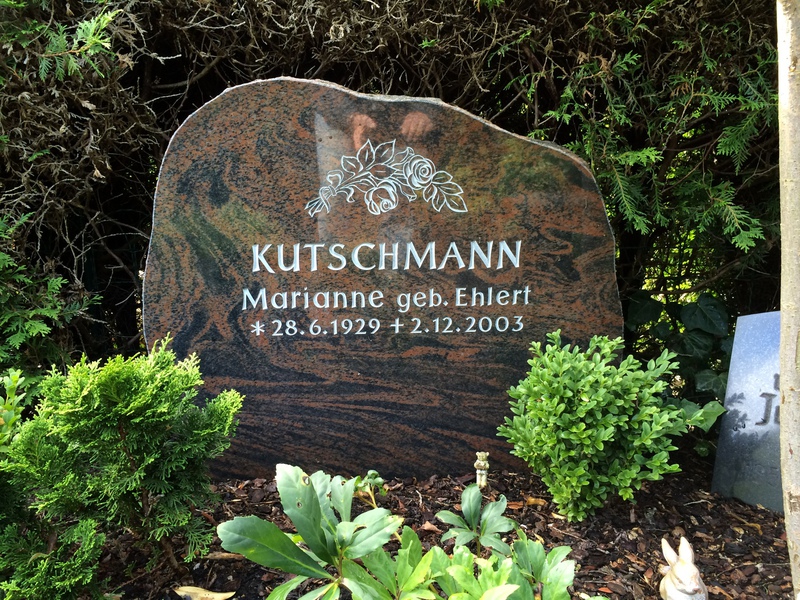 KUTSCHMANN
Marianne geb. Ehlert
* 28.6.1929 + 2.12.2003